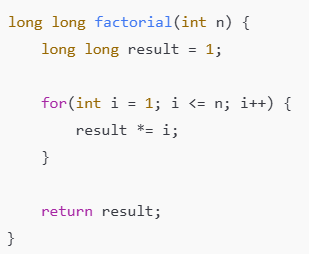 long long factorial(int n) {
    long long result = 1;

    for(int i = 1; i <= n; i++) {
        result *= i;
    }

    return result;
}